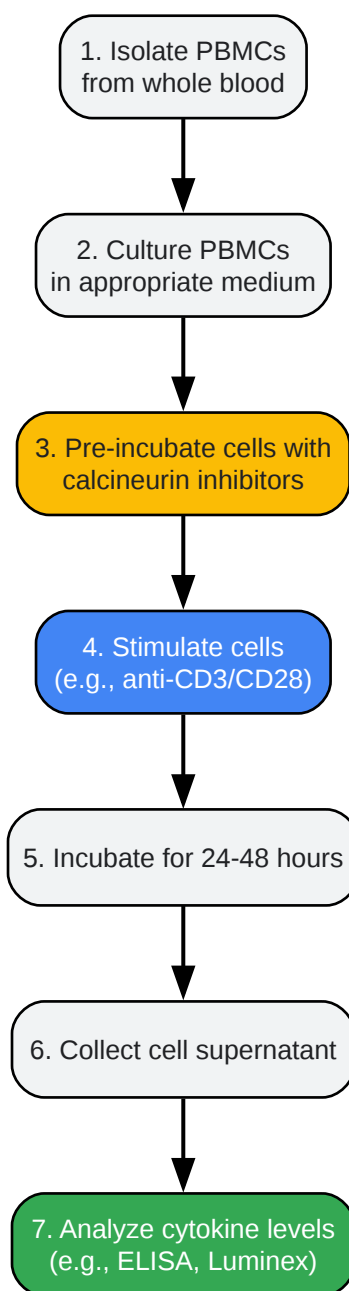 1. Isolate PBMCs
from whole blood
2. Culture PBMCs
in appropriate medium
3. Pre-incubate cells with
calcineurin inhibitors
4. Stimulate cells
(e.g., anti-CD3/CD28)
5. Incubate for 24-48 hours
6. Collect cell supernatant
7. Analyze cytokine levels
(e.g., ELISA, Luminex)